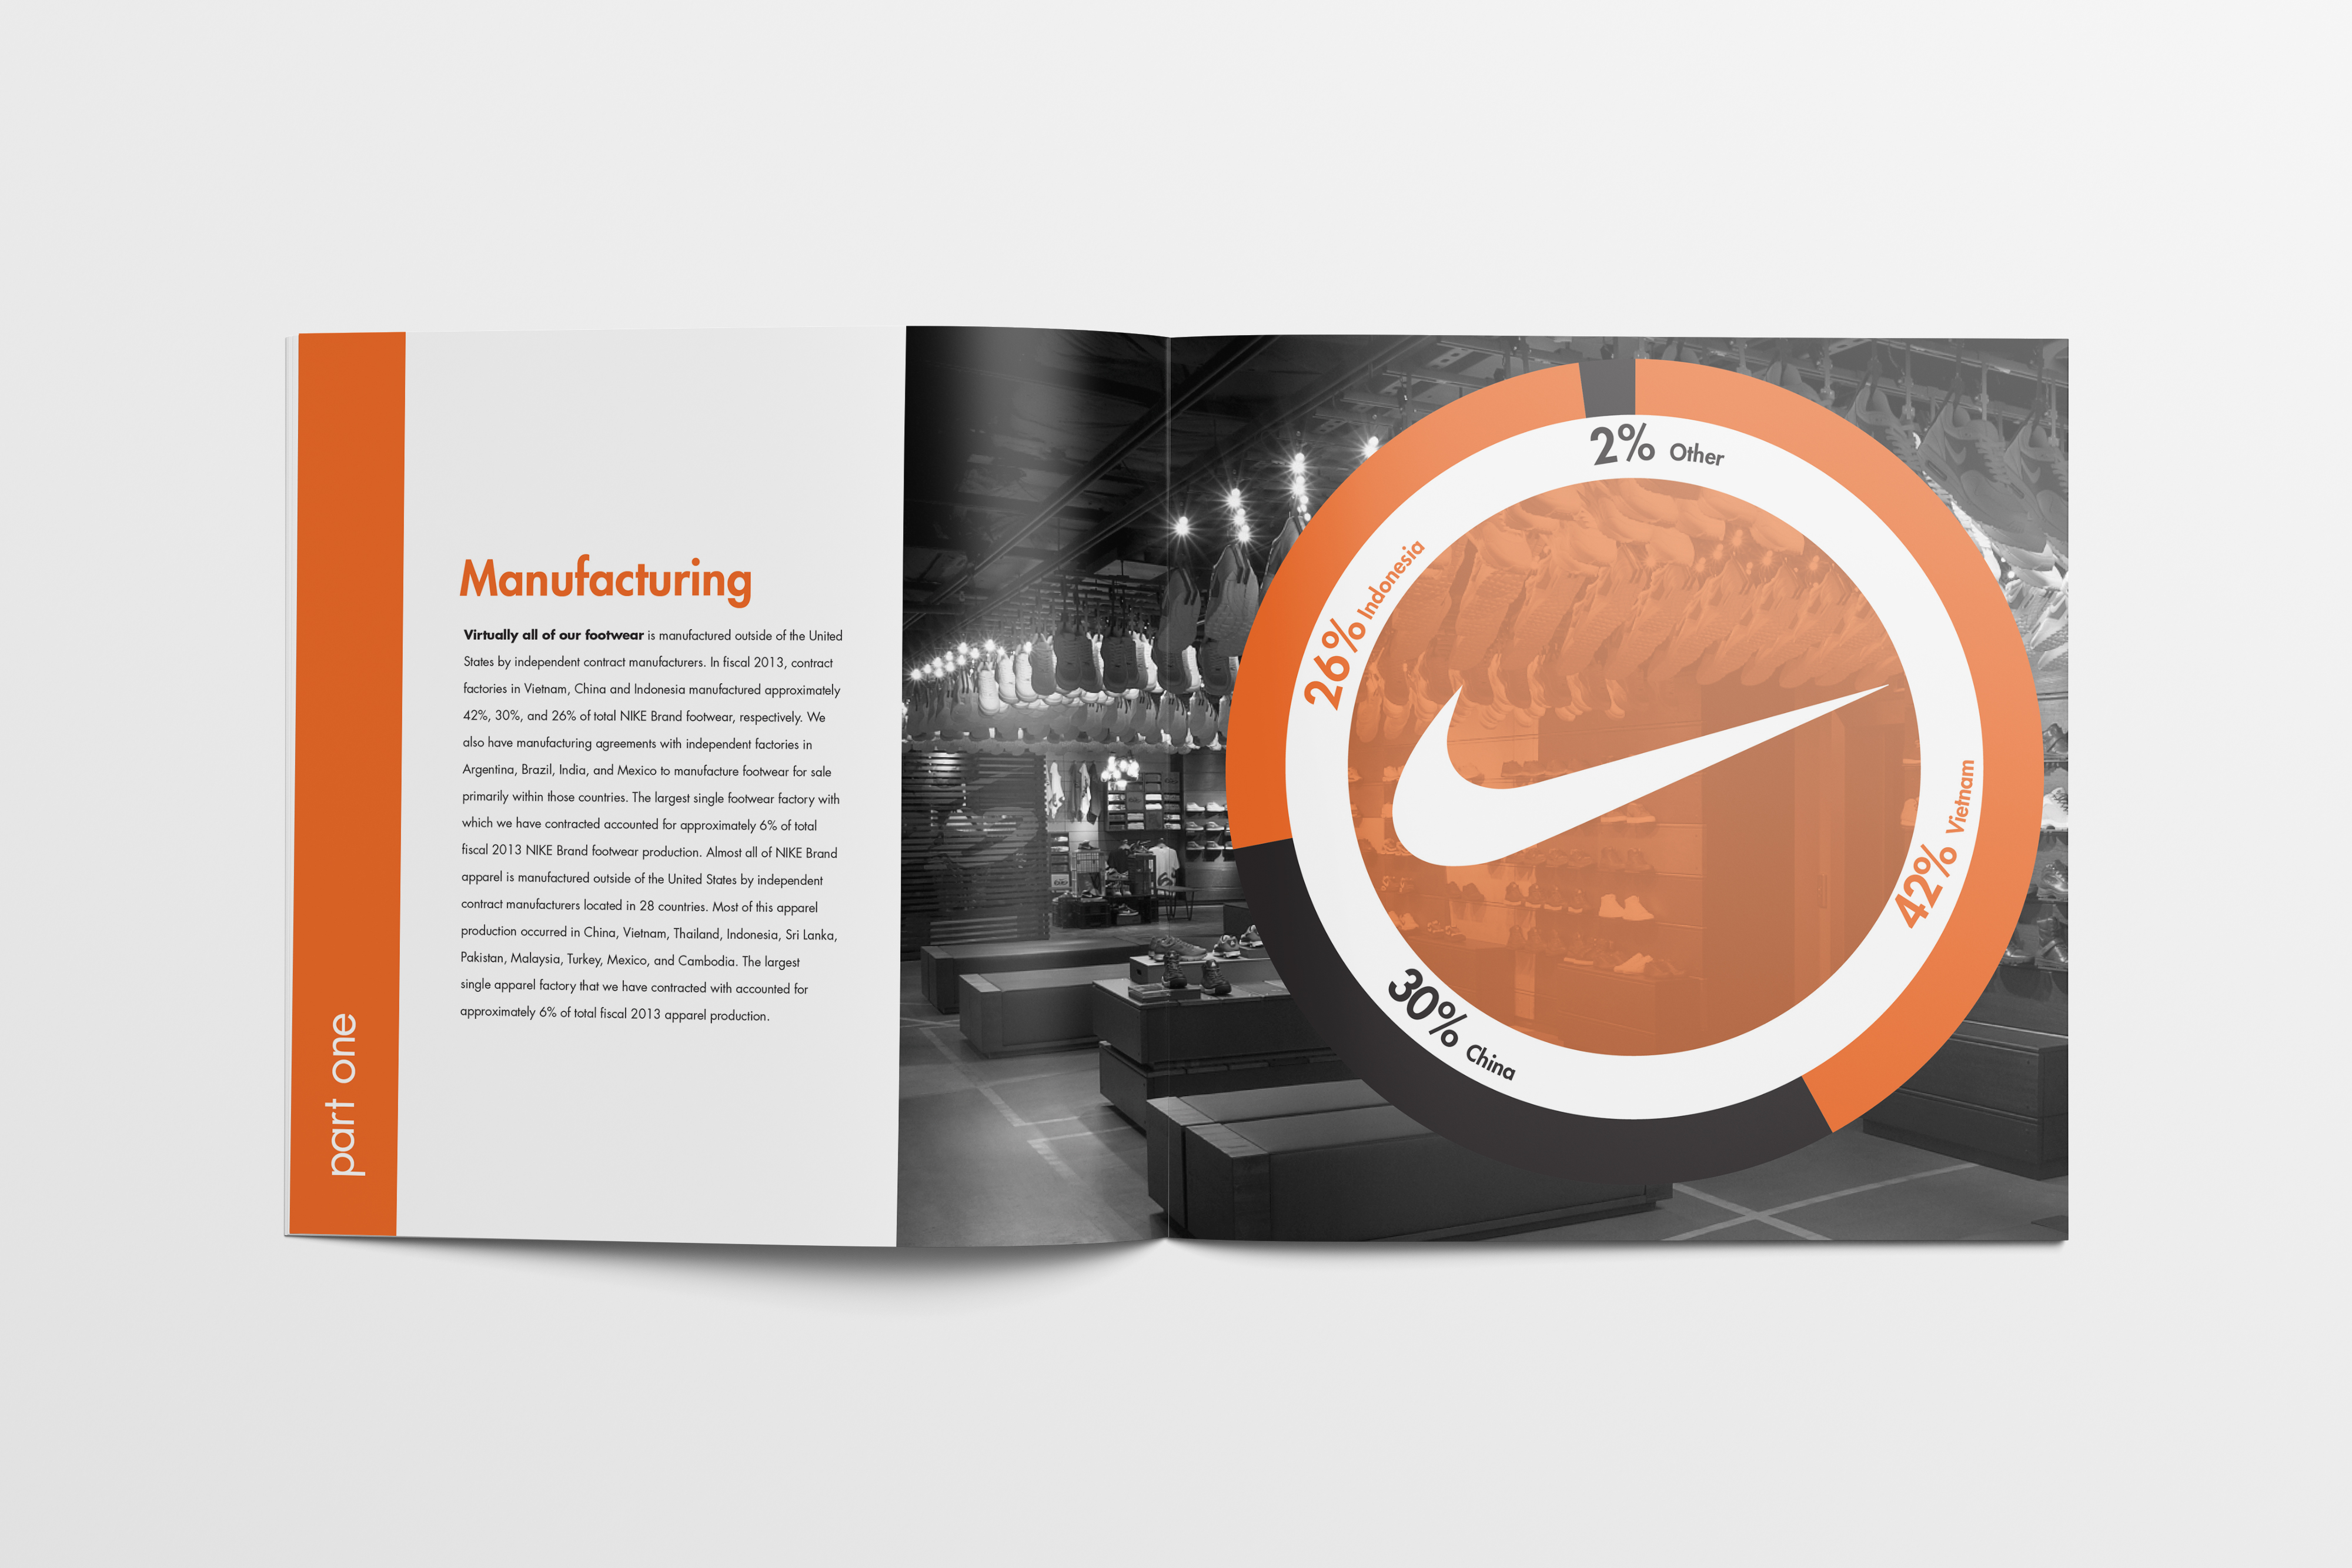 part one
Manufacturing
Virtually all of our footwear is manufactured outside of the United
States by independent contract manufacturers. In fiscal 2013, contract
factories in Vietnam, China and Indonesia manufactured approximately
42%, 30%, and 26% of total NIKE Brand footwear, respectively. We
also have manufacturing agreements with independent factories in
Argentina, Brazil, India, and Mexico to manufacture footwear for sale
primarily within those countries. The largest single footwear factory with
which we have contracted accounted for approximately 6% of total
fiscal 2013 NIKE Brand footwear production. Almost all of NIKE Brand
apparel is manufactured outside of the United States by independent
contract manufacturers located in 28 countries. Most of this apparel
production occurred in China, Vietnam, Thailand, Indonesia, Sri Lanka,
Pakistan, Malaysia, Turkey, Mexico, and Cambodia. The largest
single apparel factory that we have contracted with accounted for
approximately 6% of total fiscal 2013 apparel production.
2% Other
26% Indonesia
42% Vietnam
30% China